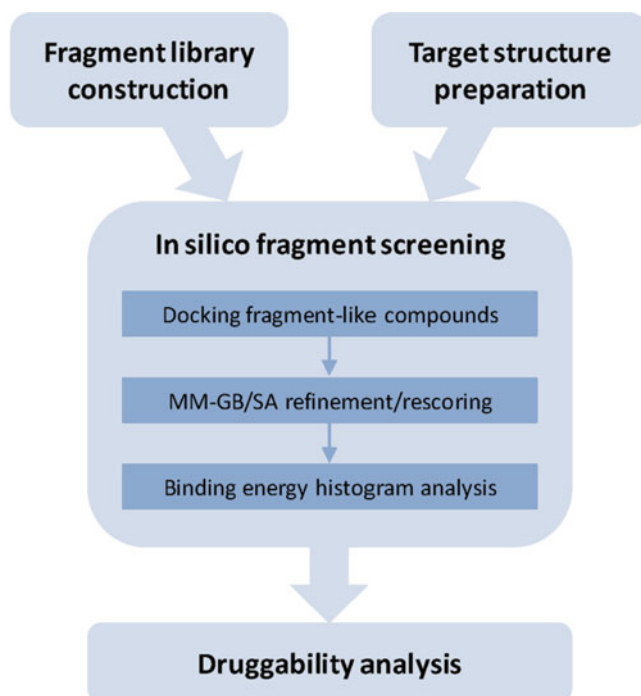 Fragment library
construction
Target structure
preparation
In silico fragment screening
Docking fragment-like compounds
MM-GB/SA refinement/rescoring
Binding energy histogram analysis
Druggability analysis